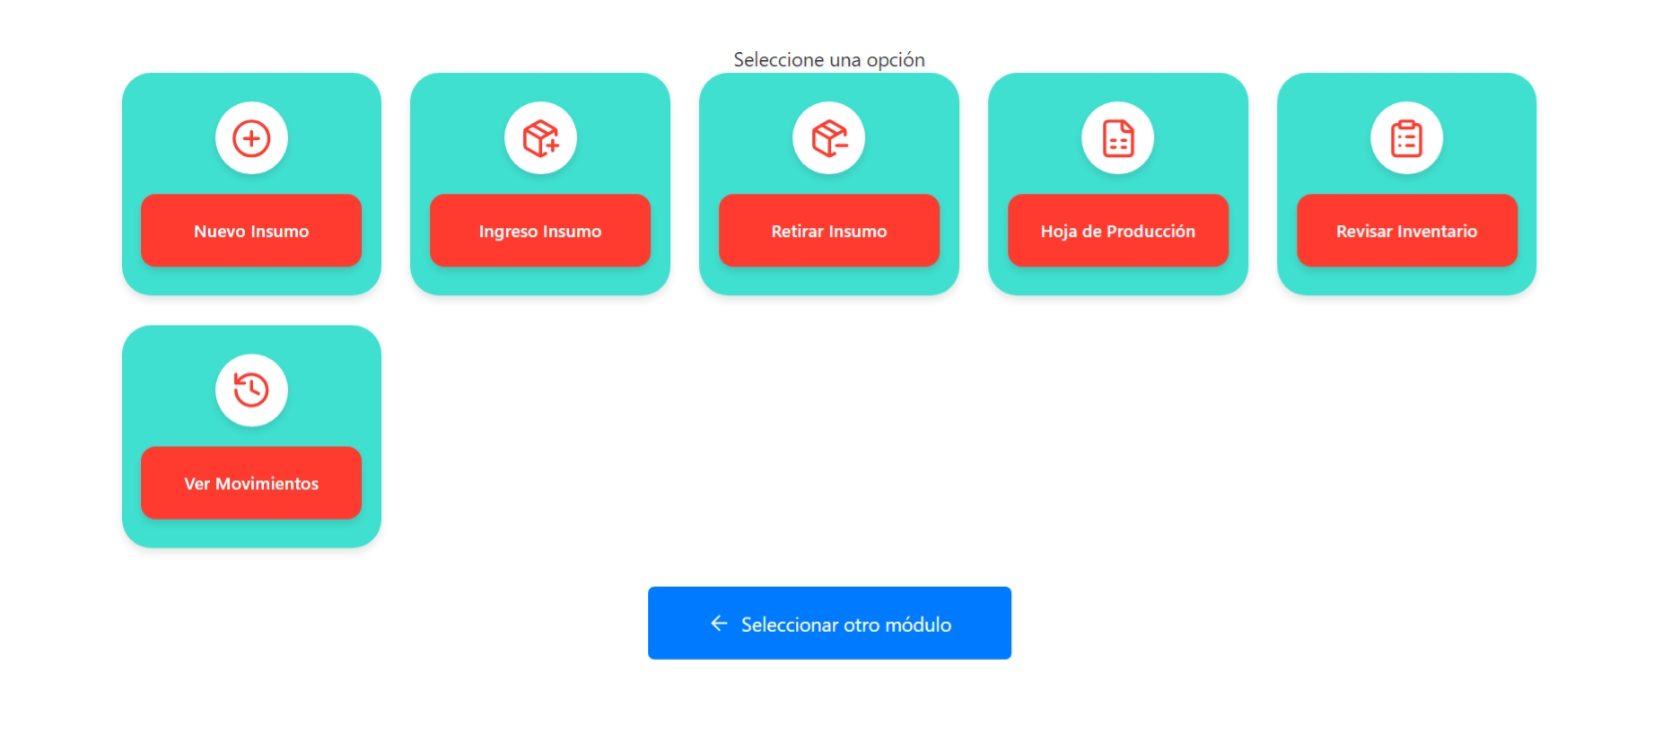 Seleccione una opción
Nuevo Insumo
Ingreso Insumo
Retirar Insumo
Hoja de Producción
Revisar Inventario
Ver Movimientos
← Seleccionar otro módulo